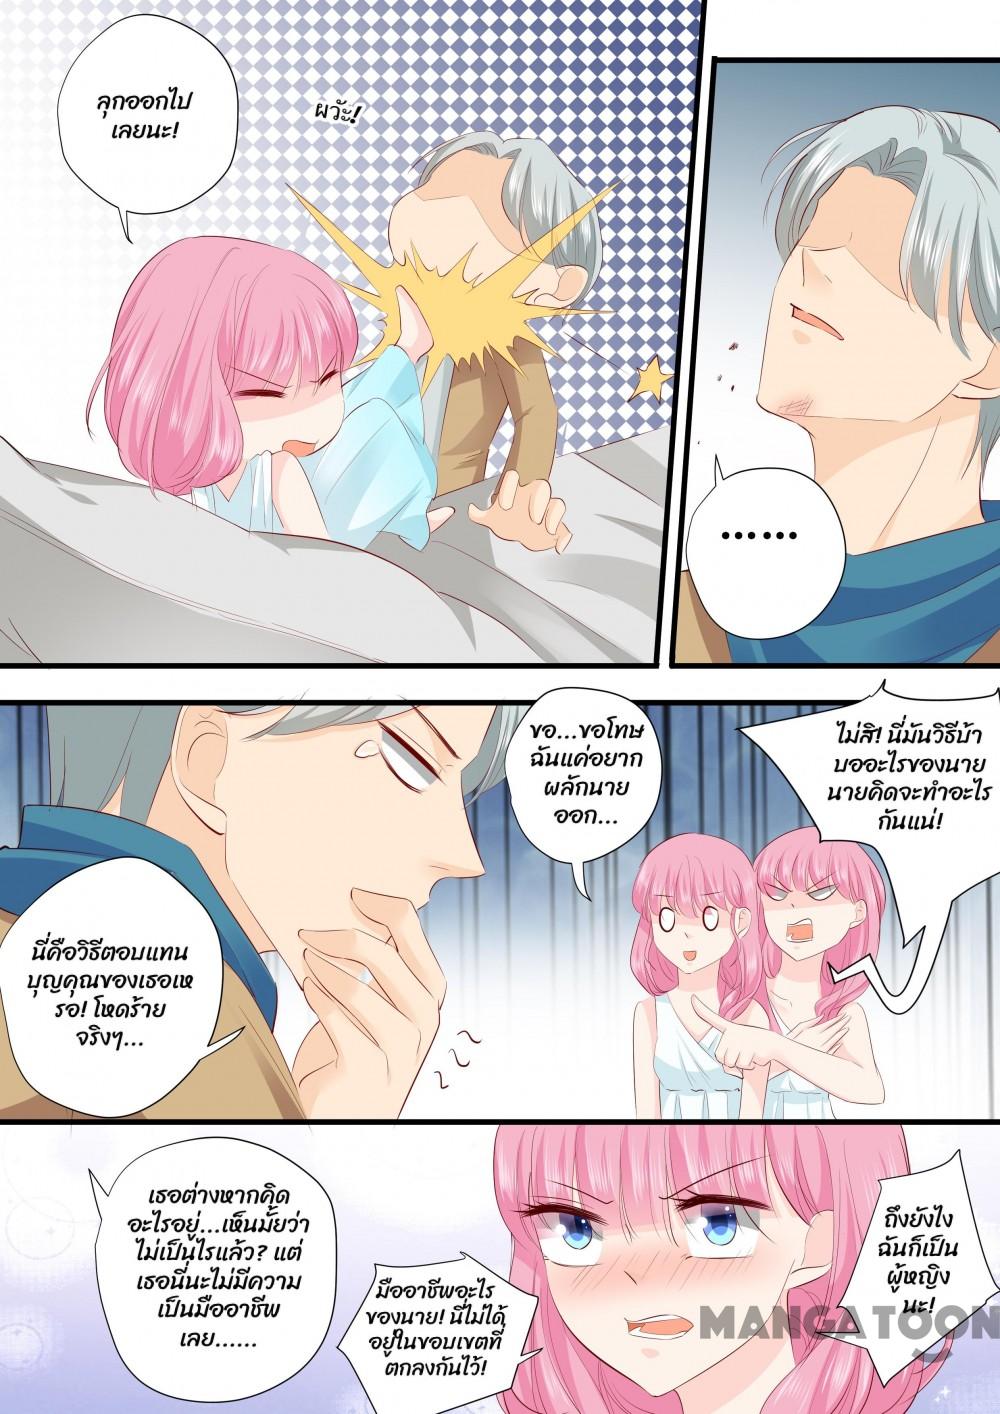 ลุกออกไป
เลยนะ!
ผวั๊ะ!
……
ขอ...ขอโทษ
ฉันแค่อยาก
ผลักนาย
ออก...
ไม่สิ! นี่มันวิธีบ้า
บออะไรของนาย
นายคิดจะทำอะไร
กันแน่!
นี่คือวิธีตอบแทน
บุญคุณของเธอเห
รอ! โหดร้าย
จริงๆ...
เธอต่างหากคิด
อะไรอยู่...เห็นมั้ยว่า
ไม่เป็นไรแล้ว? แต่
เธอนี่นะไม่มีความ
เป็นมืออาชีพ
เลย......
มืออาชีพอะไร
ของนาย! นี่ไม่ได้
อยู่ในขอบเขตที่
ตกลงกันไว้!
ถึงยังไง
ฉันก็เป็น
ผู้หญิง
นะ!
MANGATOON